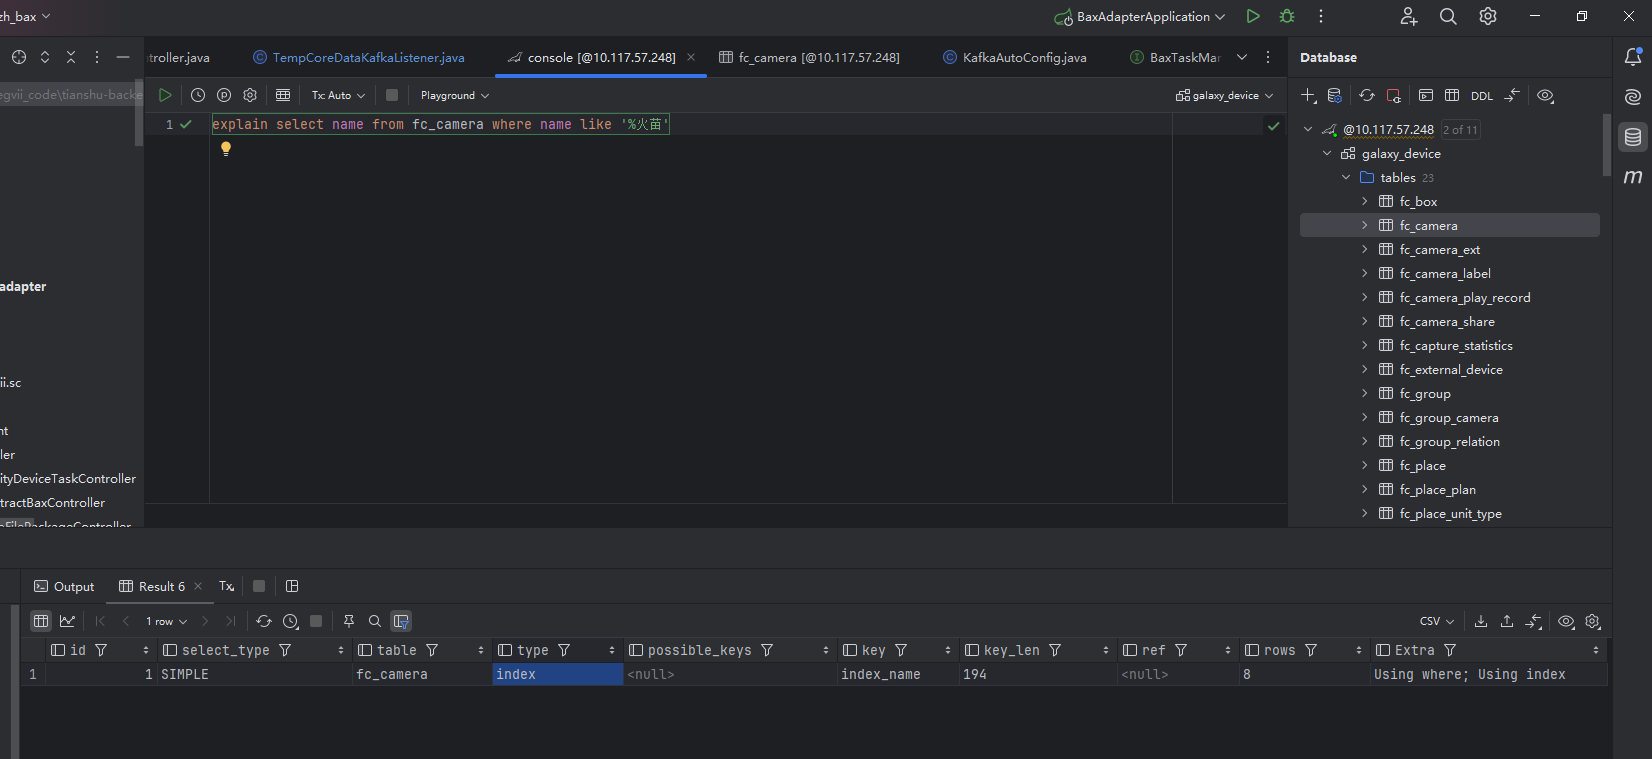 zh_bax
BaxAdapterApplication
ntroller.java
TempCoreDataKafkaListener.java
console [@10.117.57.248]
fc_camera [@10.117.57.248]
KafkaAutoConfig.java
BaxTaskMar
Database
egvii_code\tianshu-backe
Tx: Auto
Playground
galaxy_device
DDL
1
explain select name from fc_camera where name like '%火苗'
@10.117.57.248 2 of 11
galaxy_device
tables 23
fc_box
fc_camera
fc_camera_ext
fc_camera_label
fc_camera_play_record
fc_camera_share
fc_capture_statistics
fc_external_device
fc_group
fc_group_camera
fc_group_relation
fc_place
fc_place_plan
fc_place_unit_type
adapter
ii.sc
nt
ler
ityDeviceTaskController
tractBaxController
eFilePackageController
Output
Result 6
Tx
1 row
CSV
id select_type table type possible_keys key key_len ref rows Extra
1 1 SIMPLE fc_camera index <null> index_name 194 <null> 8 Using where; Using index